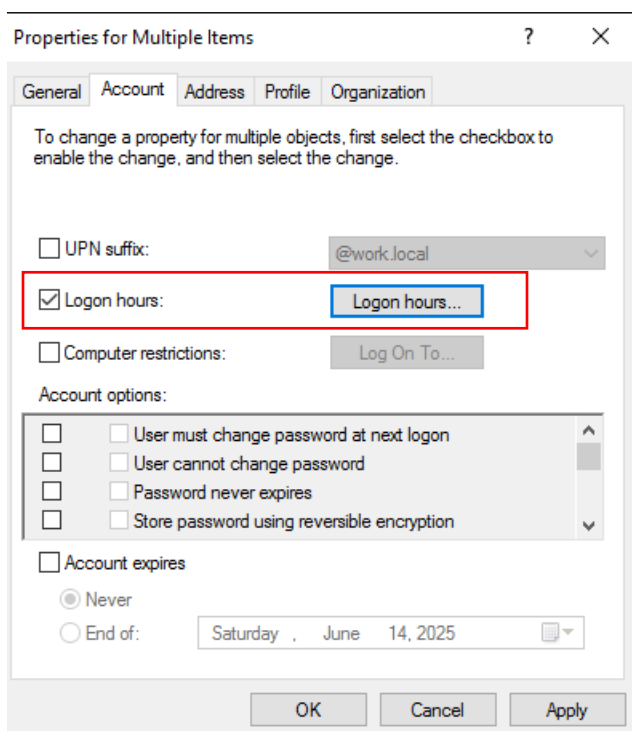 Properties for Multiple Items ?
General Account Address Profile Organization
To change a property for multiple objects, first select the checkbox to
enable the change, and then select the change.
UPN suffix: @work.local
Logon hours: Logon hours...
Computer restrictions: Log On To...
Account options:
User must change password at next logon
User cannot change password
Password never expires
Store password using reversible encryption
Account expires
Never
End of: Saturday , June 14, 2025
OK Cancel Apply